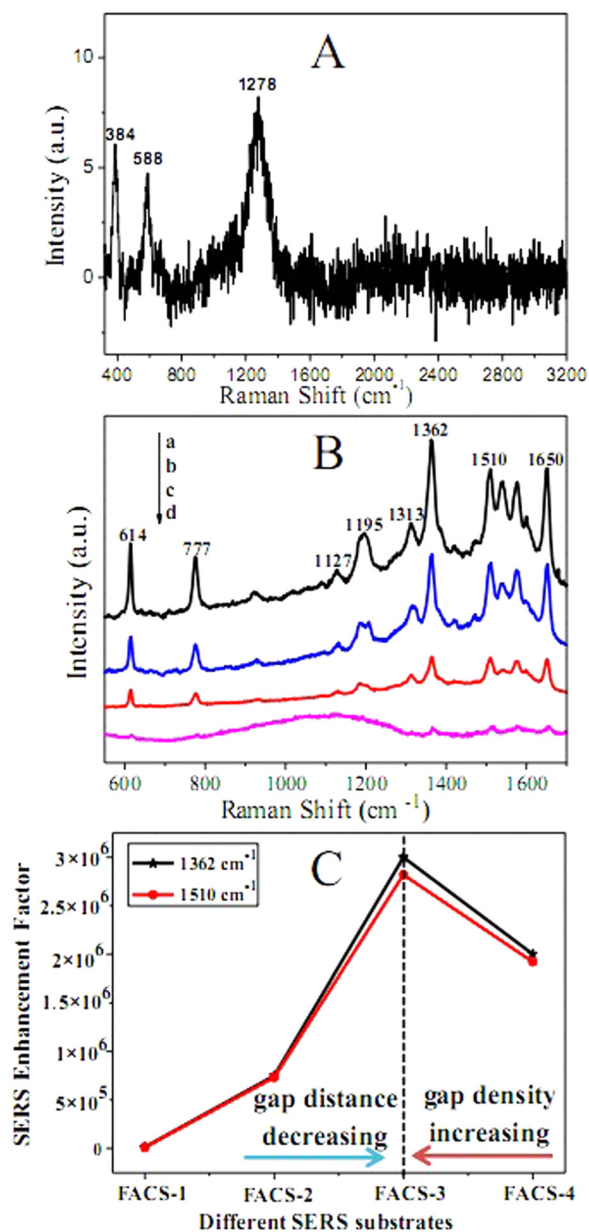 A
10
5
0
384
588
1278
Intensity (a.u.)
400 800 1200 1600 2000 2400 2800 3200
Raman Shift (cm⁻¹)
B
a
b
c
d
614
777
1127
1195
1313
1362
1510
1650
Intensity (a.u.)
600 800 1000 1200 1400 1600
Raman Shift (cm ⁻¹)
C
1362 cm⁻¹
1510 cm⁻¹
3×10⁶
2.5×10⁶
2×10⁶
1.5×10⁶
1×10⁶
5×10⁵
0
SERS Enhancement Factor
gap distance
decreasing
gap density
increasing
FACS-1 FACS-2 FACS-3 FACS-4
Different SERS substrates